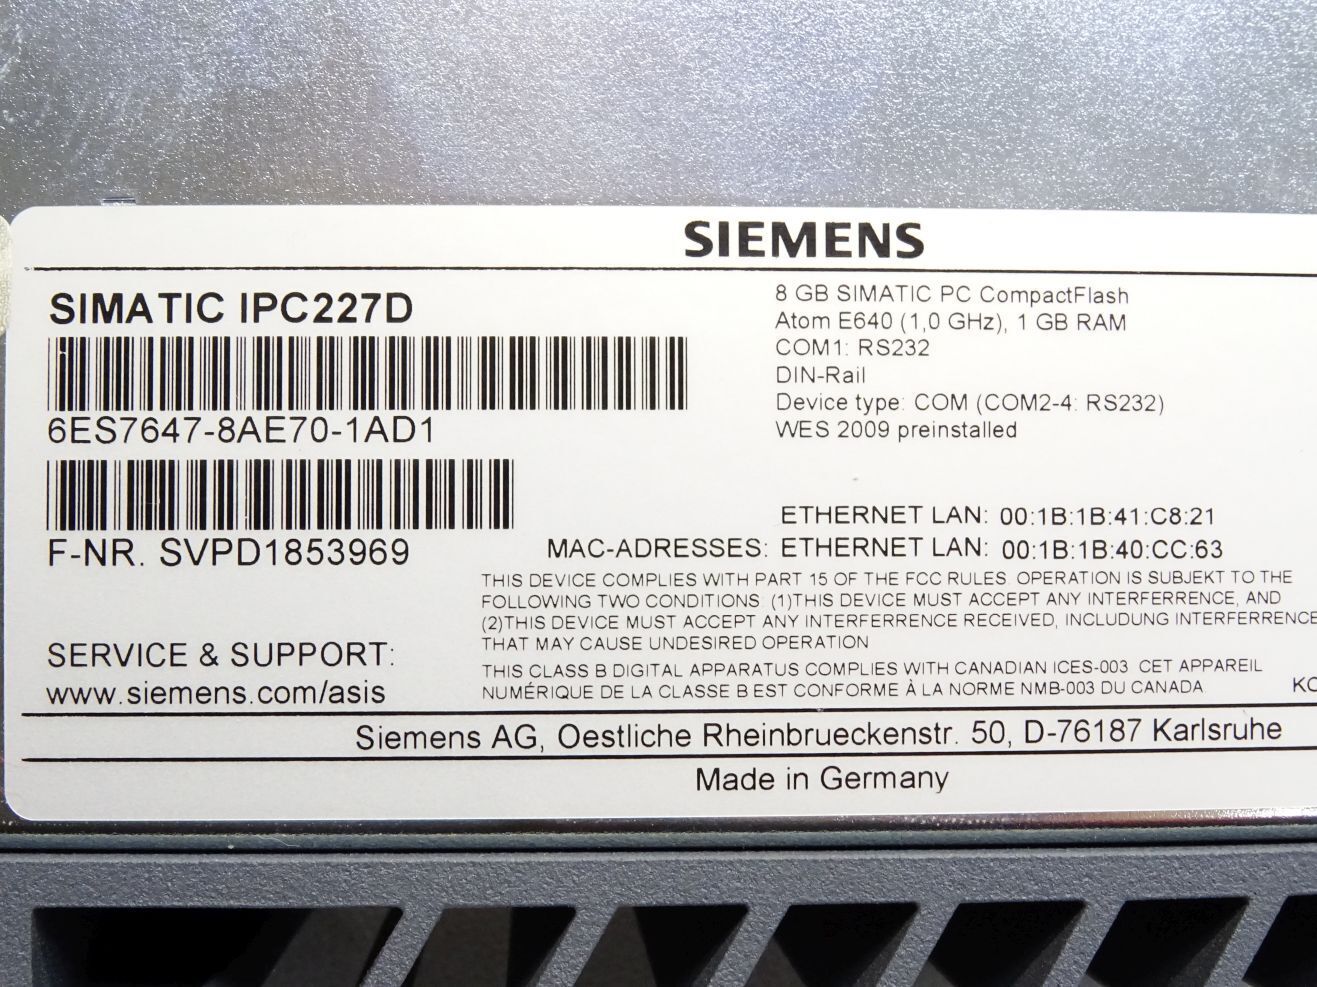 SIEMENS
SIMATIC IPC227D
6ES7647-8AE70-1AD1
F-NR. SVPD1853969
8 GB SIMATIC PC CompactFlash
Atom E640 (1,0 GHz), 1 GB RAM
COM1: RS232
DIN-Rail
Device type: COM (COM2-4: RS232)
WES 2009 preinstalled
ETHERNET LAN: 00:1B:1B:41:C8:21
MAC-ADRESSES: ETHERNET LAN: 00:1B:1B:40:CC:63
THIS DEVICE COMPLIES WITH PART 15 OF THE FCC RULES. OPERATION IS SUBJEKT TO THE
FOLLOWING TWO CONDITIONS: (1)THIS DEVICE MUST ACCEPT ANY INTERFERRENCE, AND
(2)THIS DEVICE MUST ACCEPT ANY INTERFERRENCE RECEIVED, INCLUDUNG INTERFERRENCE
THAT MAY CAUSE UNDESIRED OPERATION
THIS CLASS B DIGITAL APPARATUS COMPLIES WITH CANADIAN ICES-003 CET APPAREIL
NUMÉRIQUE DE LA CLASSE B EST CONFORME À LA NORME NMB-003 DU CANADA
SERVICE & SUPPORT:
www.siemens.com/asis
Siemens AG, Oestliche Rheinbrueckenstr. 50, D-76187 Karlsruhe
Made in Germany